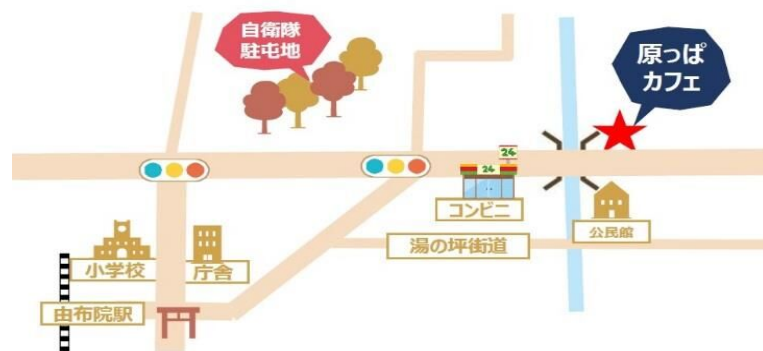 自衛隊
駐屯地
原っぱ
カフェ
24
24
コンビニ
公民館
湯の坪街道
小学校
庁舎
由布院駅